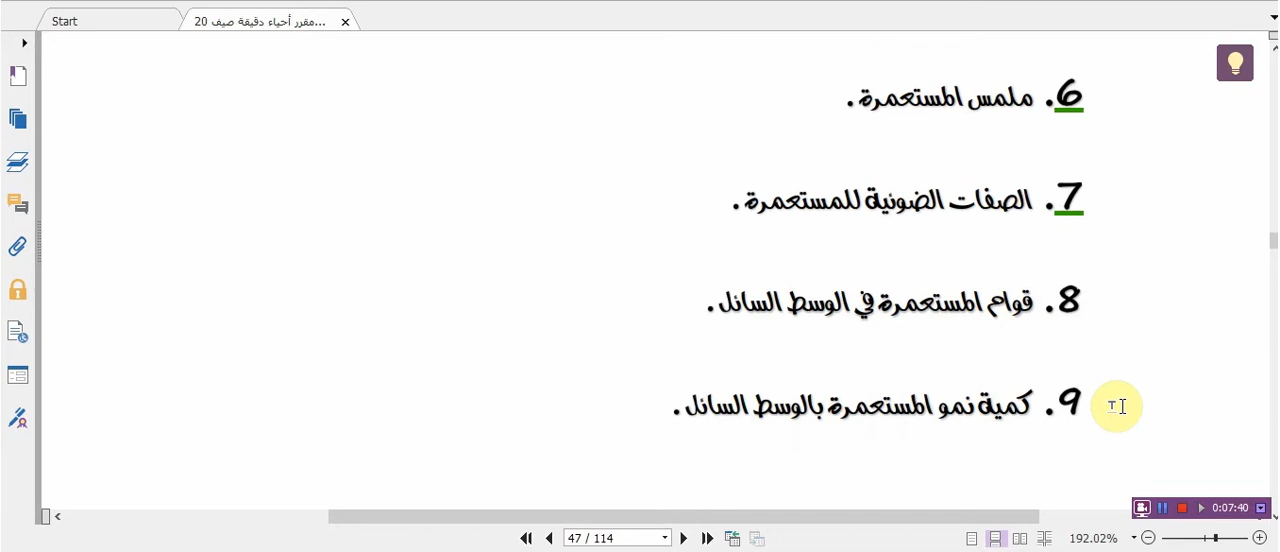 Start
مقرر أحياء دقيقة صيف 20...
6. ملمس المستعمرة .
7. الصفات الضوئية للمستعمرة .
8. قوام المستعمرة في الوسط السائل .
9. كمية نمو المستعمرة بالوسط السائل .
0:07:40
47 / 114
192.02%